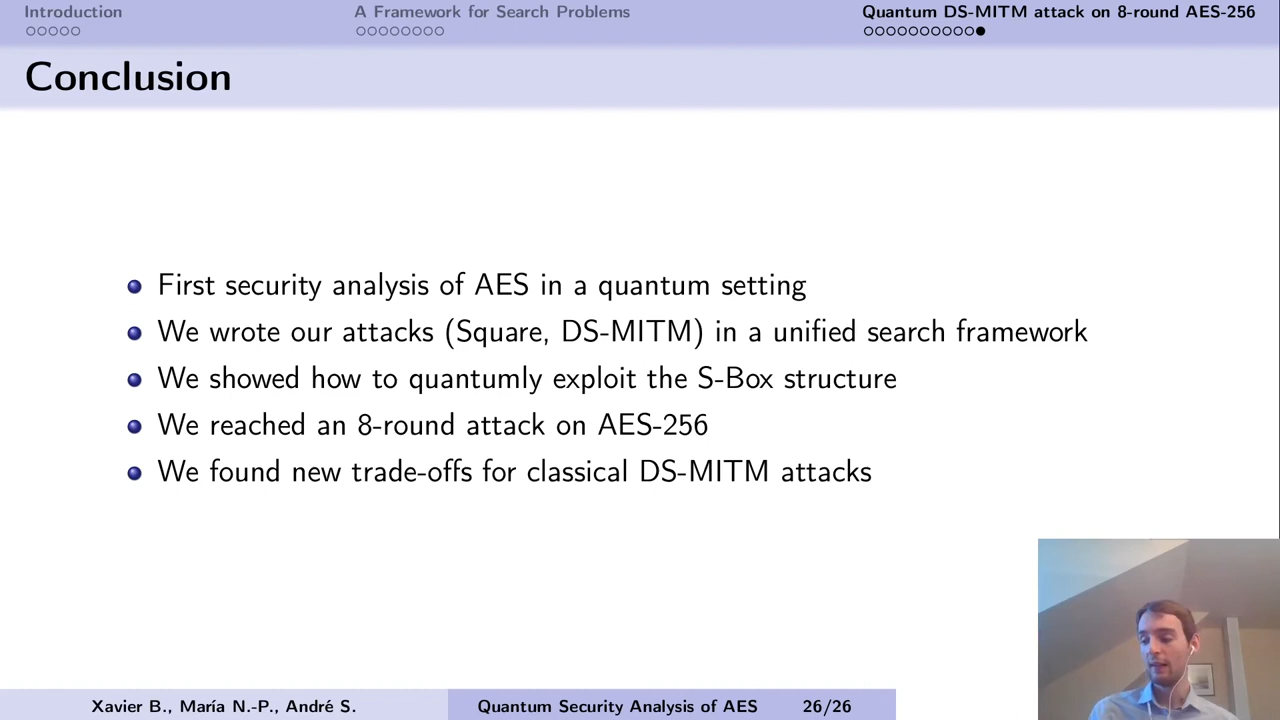 Introduction
A Framework for Search Problems
Quantum DS-MITM attack on 8-round AES-256
Conclusion
First security analysis of AES in a quantum setting
We wrote our attacks (Square, DS-MITM) in a unified search framework
We showed how to quantumly exploit the S-Box structure
We reached an 8-round attack on AES-256
We found new trade-offs for classical DS-MITM attacks
Xavier B., María N.-P., André S.
Quantum Security Analysis of AES
26/26